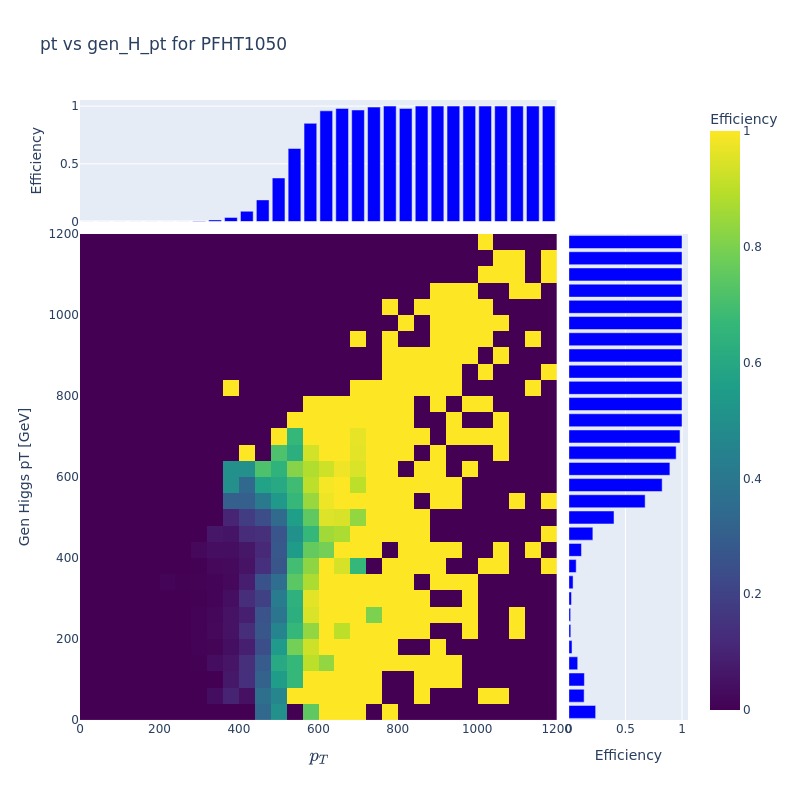 pt vs gen_H_pt for PFHT1050
Efficiency
1
0.5
0
Efficiency
1
0.8
0.6
0.4
0.2
0
Gen Higgs pT [GeV]
1200
1000
800
600
400
200
0
0 200 400 600 800 1000 1200
0 0.5 1
p_T
Efficiency